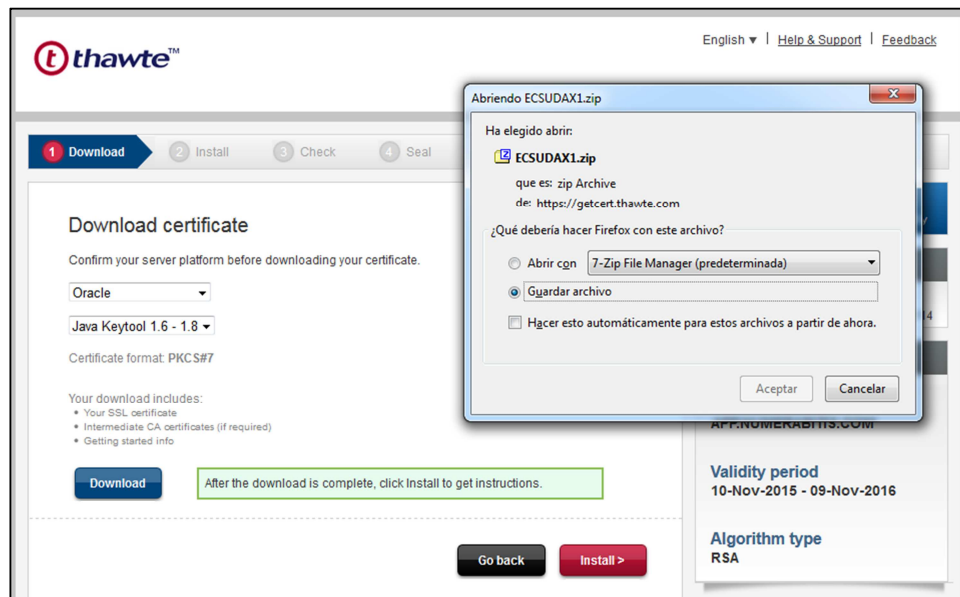 thawte™
English ▾ | Help & Support | Feedback
1 Download
2 Install
3 Check
4 Seal
Download certificate
Confirm your server platform before downloading your certificate.
Oracle
Java Keytool 1.6 - 1.8
Certificate format: PKCS#7
Your download includes:
• Your SSL certificate
• Intermediate CA certificates (if required)
• Getting started info
Download
After the download is complete, click Install to get instructions.
Go back
Install >
Abriendo ECSUDAX1.zip
Ha elegido abrir:
ECSUDAX1.zip
que es: zip Archive
de: https://getcert.thawte.com
¿Qué debería hacer Firefox con este archivo?
Abrir con 7-Zip File Manager (predeterminada)
Guardar archivo
Hacer esto automáticamente para estos archivos a partir de ahora.
Aceptar
Cancelar
Validity period
10-Nov-2015 - 09-Nov-2016
Algorithm type
RSA